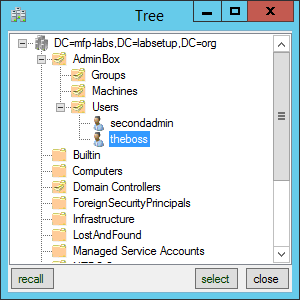 Tree
DC=mfp-labs,DC=labsetup,DC=org
AdminBox
Groups
Machines
Users
secondadmin
theboss
Builtin
Computers
Domain Controllers
ForeignSecurityPrincipals
Infrastructure
LostAndFound
Managed Service Accounts
recall
select
close